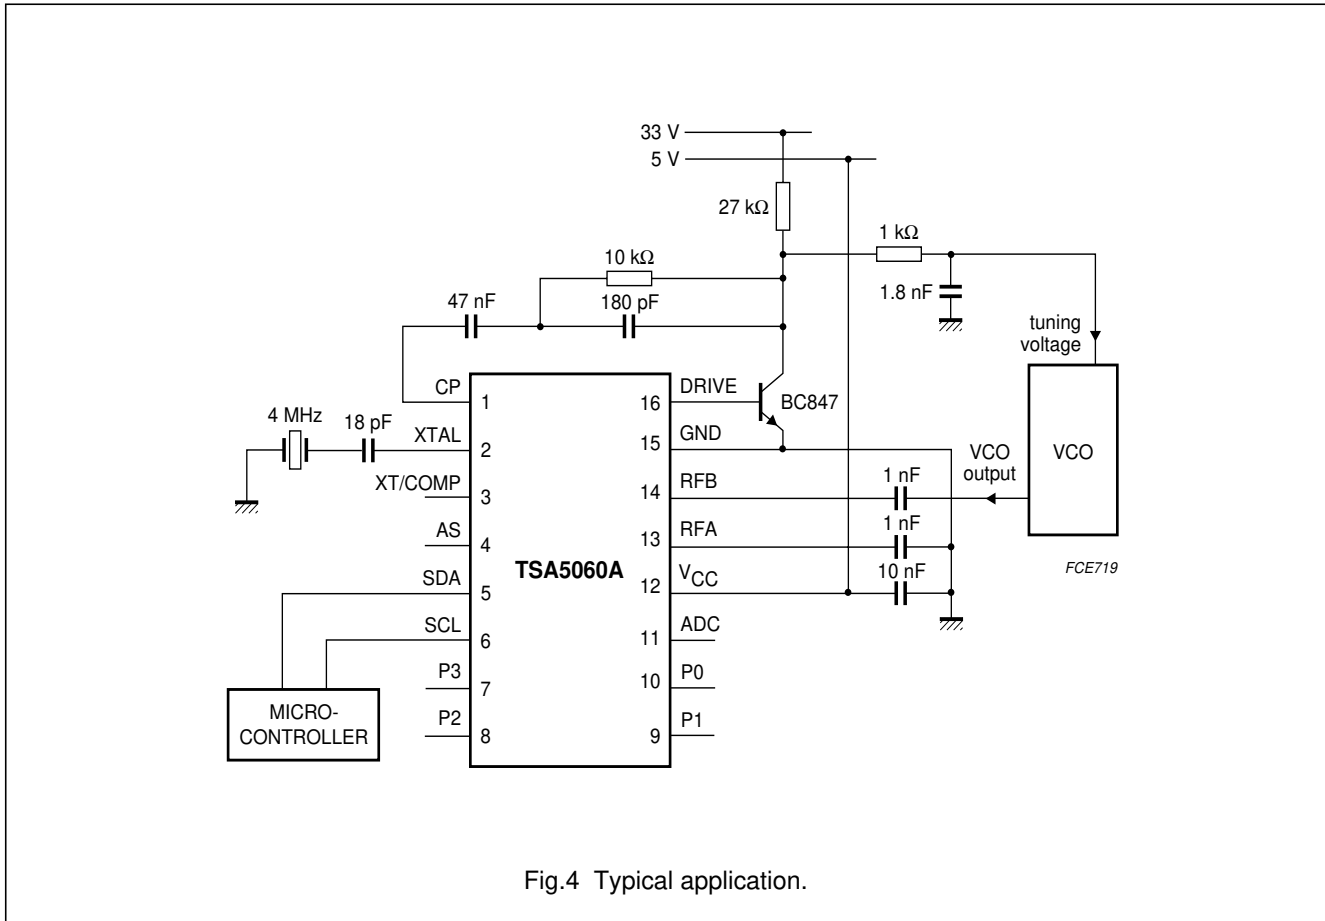 33 V
5 V
27 kΩ
1 kΩ
10 kΩ
1.8 nF
47 nF
180 pF
tuning
voltage
CP
1
DRIVE
16
BC847
4 MHz
18 pF
XTAL
2
GND
15
VCO
output
VCO
XT/COMP
3
RFB
14
1 nF
AS
4
RFA
13
1 nF
TSA5060A
FCE719
SDA
5
VCC
12
10 nF
SCL
6
ADC
11
P3
7
P0
10
MICRO-
CONTROLLER
P2
8
P1
9
Fig.4 Typical application.